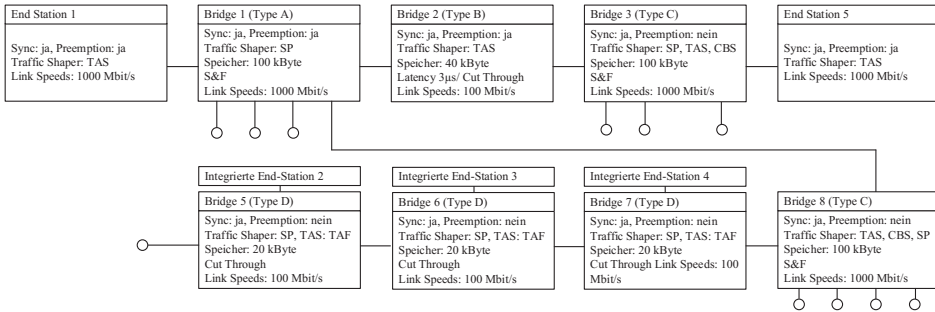 End Station 1
Sync: ja, Preemption: ja
Traffic Shaper: TAS
Link Speeds: 1000 Mbit/s
Bridge 1 (Type A)
Sync: ja, Preemption: ja
Traffic Shaper: SP
Speicher: 100 kByte
S&F
Link Speeds: 1000 Mbit/s
Bridge 2 (Type B)
Sync: ja, Preemption: ja
Traffic Shaper: TAS
Speicher: 40 kByte
Latency 3µs/ Cut Through
Link Speeds: 100 Mbit/s
Bridge 3 (Type C)
Sync: ja, Preemption: nein
Traffic Shaper: SP, TAS, CBS
Speicher: 100 kByte
S&F
Link Speeds: 1000 Mbit/s
End Station 5
Sync: ja, Preemption: ja
Traffic Shaper: TAS
Link Speeds: 1000 Mbit/s
Integrierte End-Station 2
Bridge 5 (Type D)
Sync: ja, Preemption: nein
Traffic Shaper: SP, TAS: TAF
Speicher: 20 kByte
Cut Through
Link Speeds: 100 Mbit/s
Integrierte End-Station 3
Bridge 6 (Type D)
Sync: ja, Preemption: nein
Traffic Shaper: SP, TAS: TAF
Speicher: 20 kByte
Cut Through
Link Speeds: 100 Mbit/s
Integrierte End-Station 4
Bridge 7 (Type D)
Sync: ja, Preemption: nein
Traffic Shaper: SP, TAS: TAF
Speicher: 20 kByte
Cut Through Link Speeds: 100
Mbit/s
Bridge 8 (Type C)
Sync: ja, Preemption: nein
Traffic Shaper: TAS, CBS, SP
Speicher: 100 kByte
S&F
Link Speeds: 1000 Mbit/s